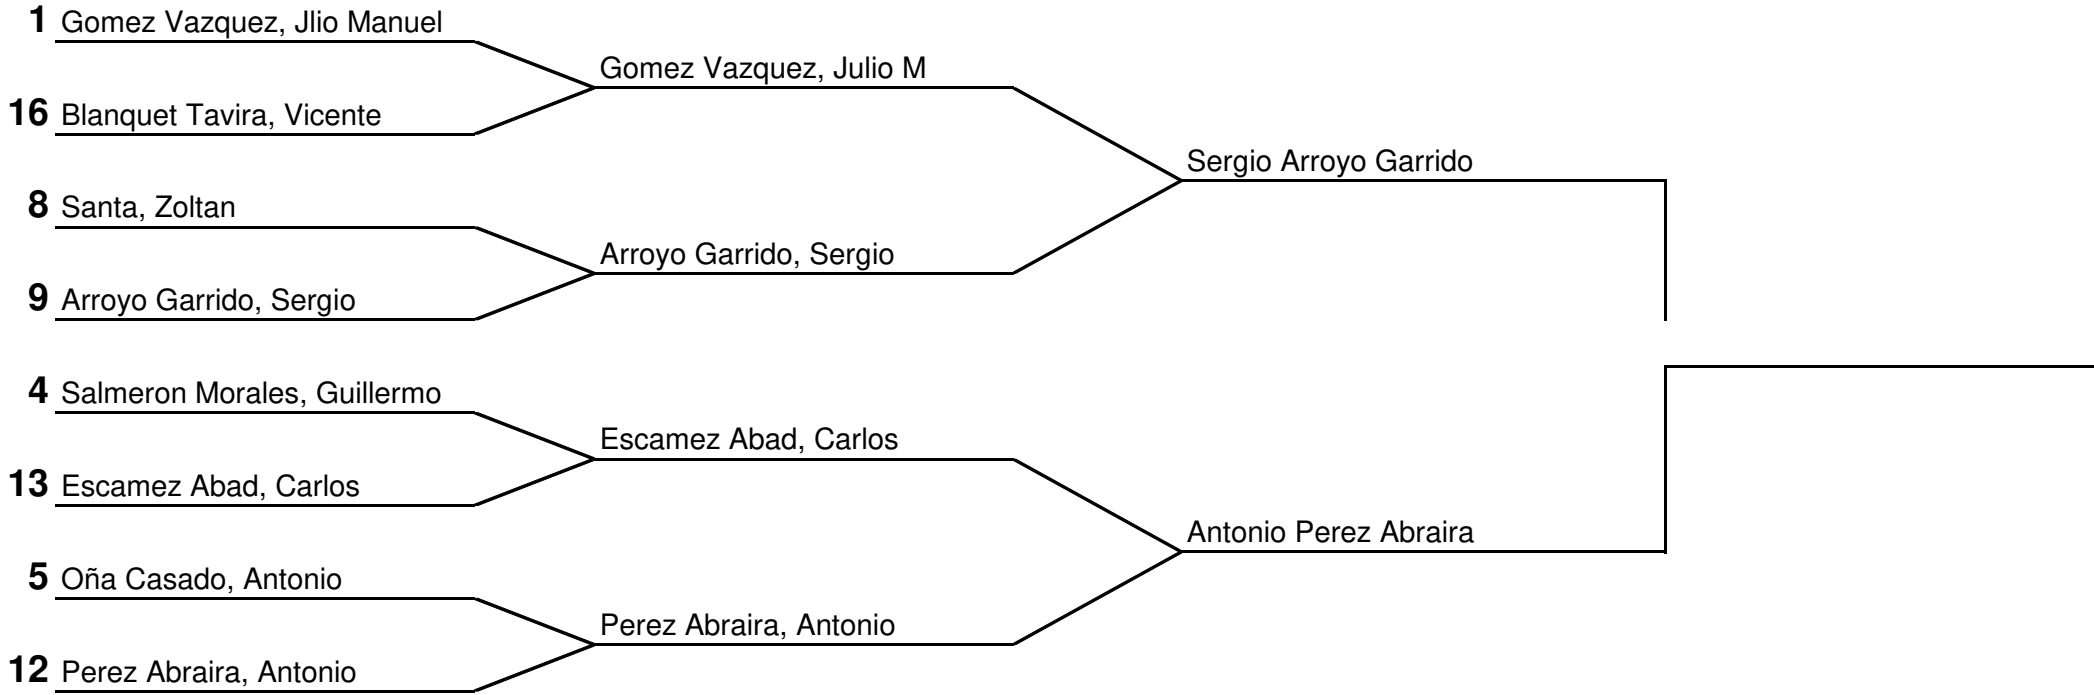 1 Gomez Vazquez, Jlio Manuel
Gomez Vazquez, Julio M
16 Blanquet Tavira, Vicente
Sergio Arroyo Garrido
8 Santa, Zoltan
Arroyo Garrido, Sergio
9 Arroyo Garrido, Sergio
4 Salmeron Morales, Guillermo
Escamez Abad, Carlos
13 Escamez Abad, Carlos
Antonio Perez Abraira
5 Oña Casado, Antonio
Perez Abraira, Antonio
12 Perez Abraira, Antonio